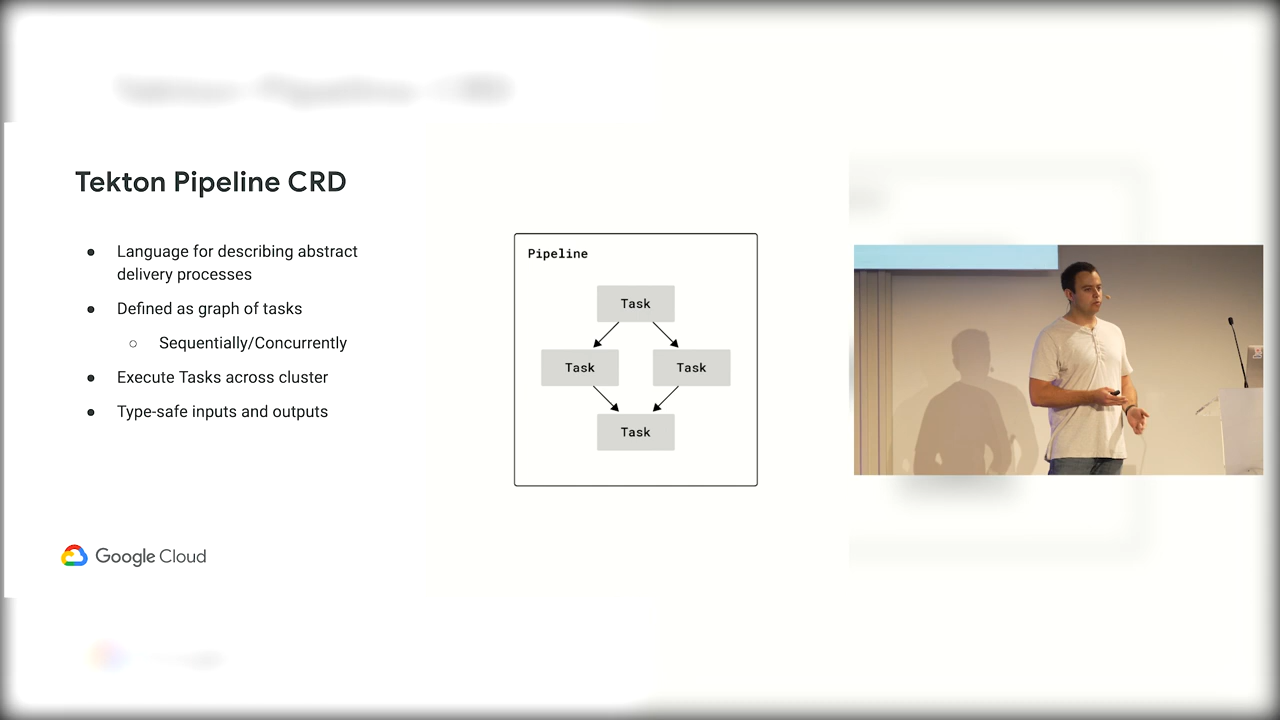 Tekton Pipeline CRD
Language for describing abstract
delivery processes
Defined as graph of tasks
Sequentially/Concurrently
Execute Tasks across cluster
Type-safe inputs and outputs
Pipeline
Task
Task
Task
Task
Google Cloud